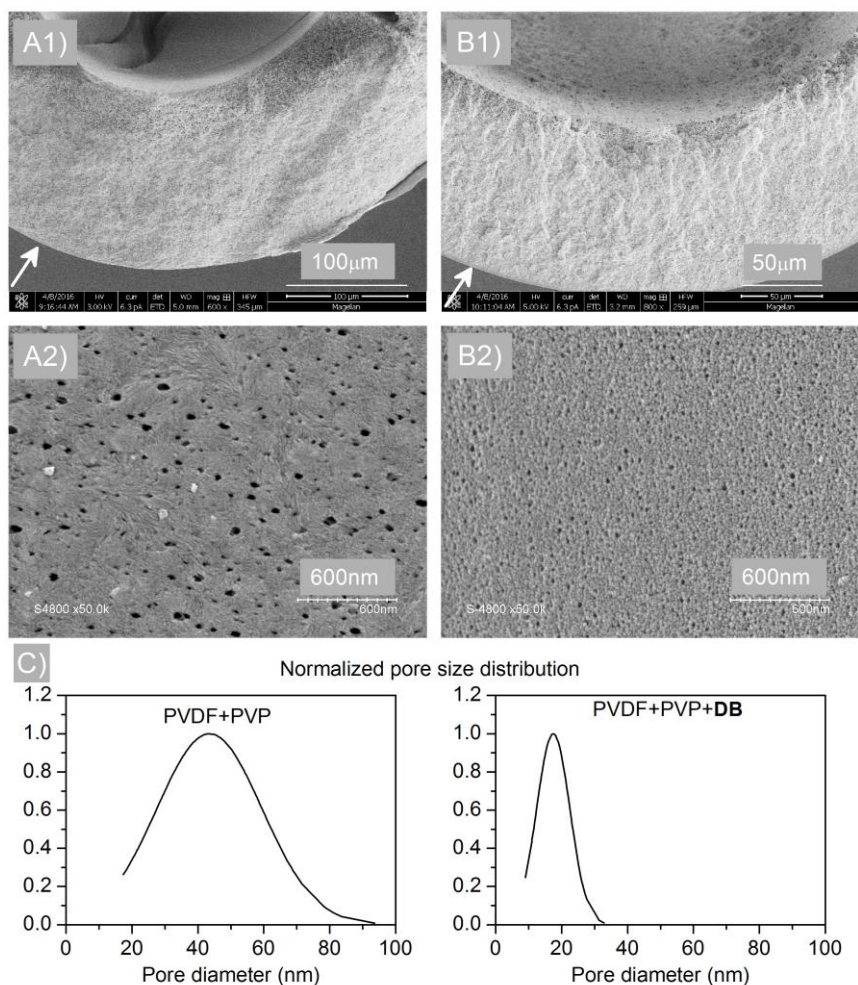 A1)
100μm
4/8/2016 HV curr det WD mag HFW 100 μm
9:16:44 AM 3.00 kV 6.3 pA ETD 5.0 mm 600 x 345 μm Magellan
B1)
50μm
4/8/2016 HV curr det WD mag HFW 50 μm
10:11:04 AM 5.00 kV 6.3 pA ETD 3.2 mm 800 x 259 μm Magellan
A2)
600nm
S4800 x50.0k 600nm
B2)
600nm
S-4800 x50.0k 600nm
C)
Normalized pore size distribution
PVDF+PVP
1.2
1.0
0.8
0.6
0.4
0.2
0.0
0 20 40 60 80 100
Pore diameter (nm)
PVDF+PVP+DB
1.2
1.0
0.8
0.6
0.4
0.2
0.0
0 20 40 60 80 100
Pore diameter (nm)